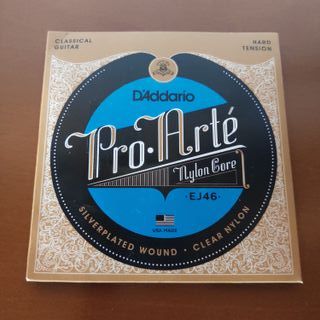 CLASSICAL
GUITAR
HARD
TENSION
D'Addario
Pro·Arté
Nylon Core
·EJ46·
USA MADE
SILVERPLATED WOUND · CLEAR NYLON